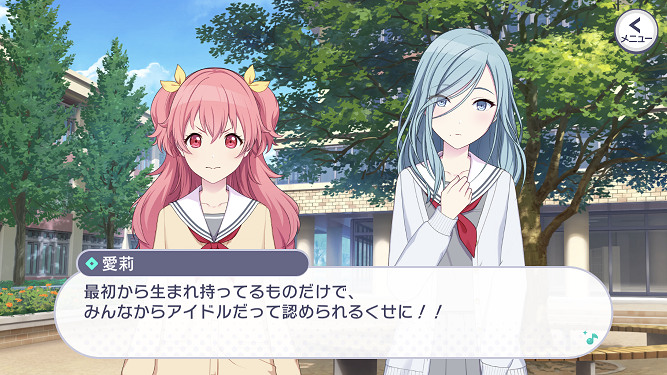 メニュー
愛莉
最初から生まれ持ってるものだけで、
みんなからアイドルだって認められるくせに!!